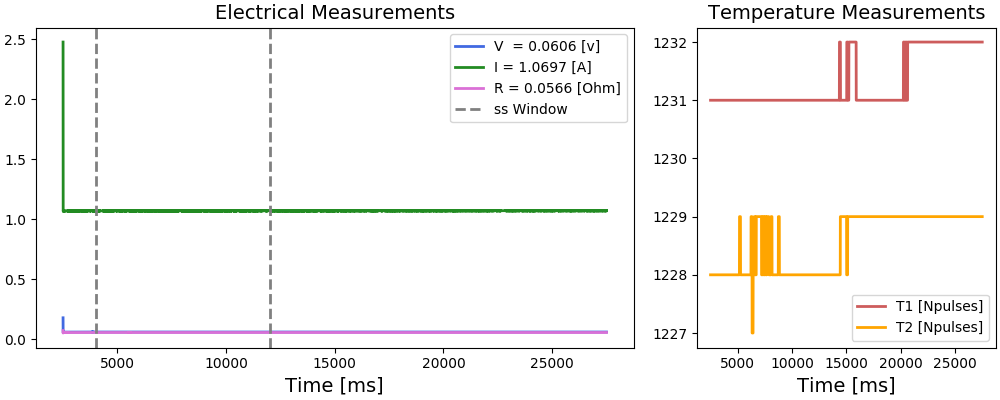 Electrical Measurements
2.5
2.0
1.5
1.0
0.5
0.0
V  = 0.0606 [v]
I = 1.0697 [A]
R = 0.0566 [Ohm]
ss Window
5000 10000 15000 20000 25000
Time [ms]
Temperature Measurements
1232
1231
1230
1229
1228
1227
T1 [Npulses]
T2 [Npulses]
5000 10000 15000 20000 25000
Time [ms]